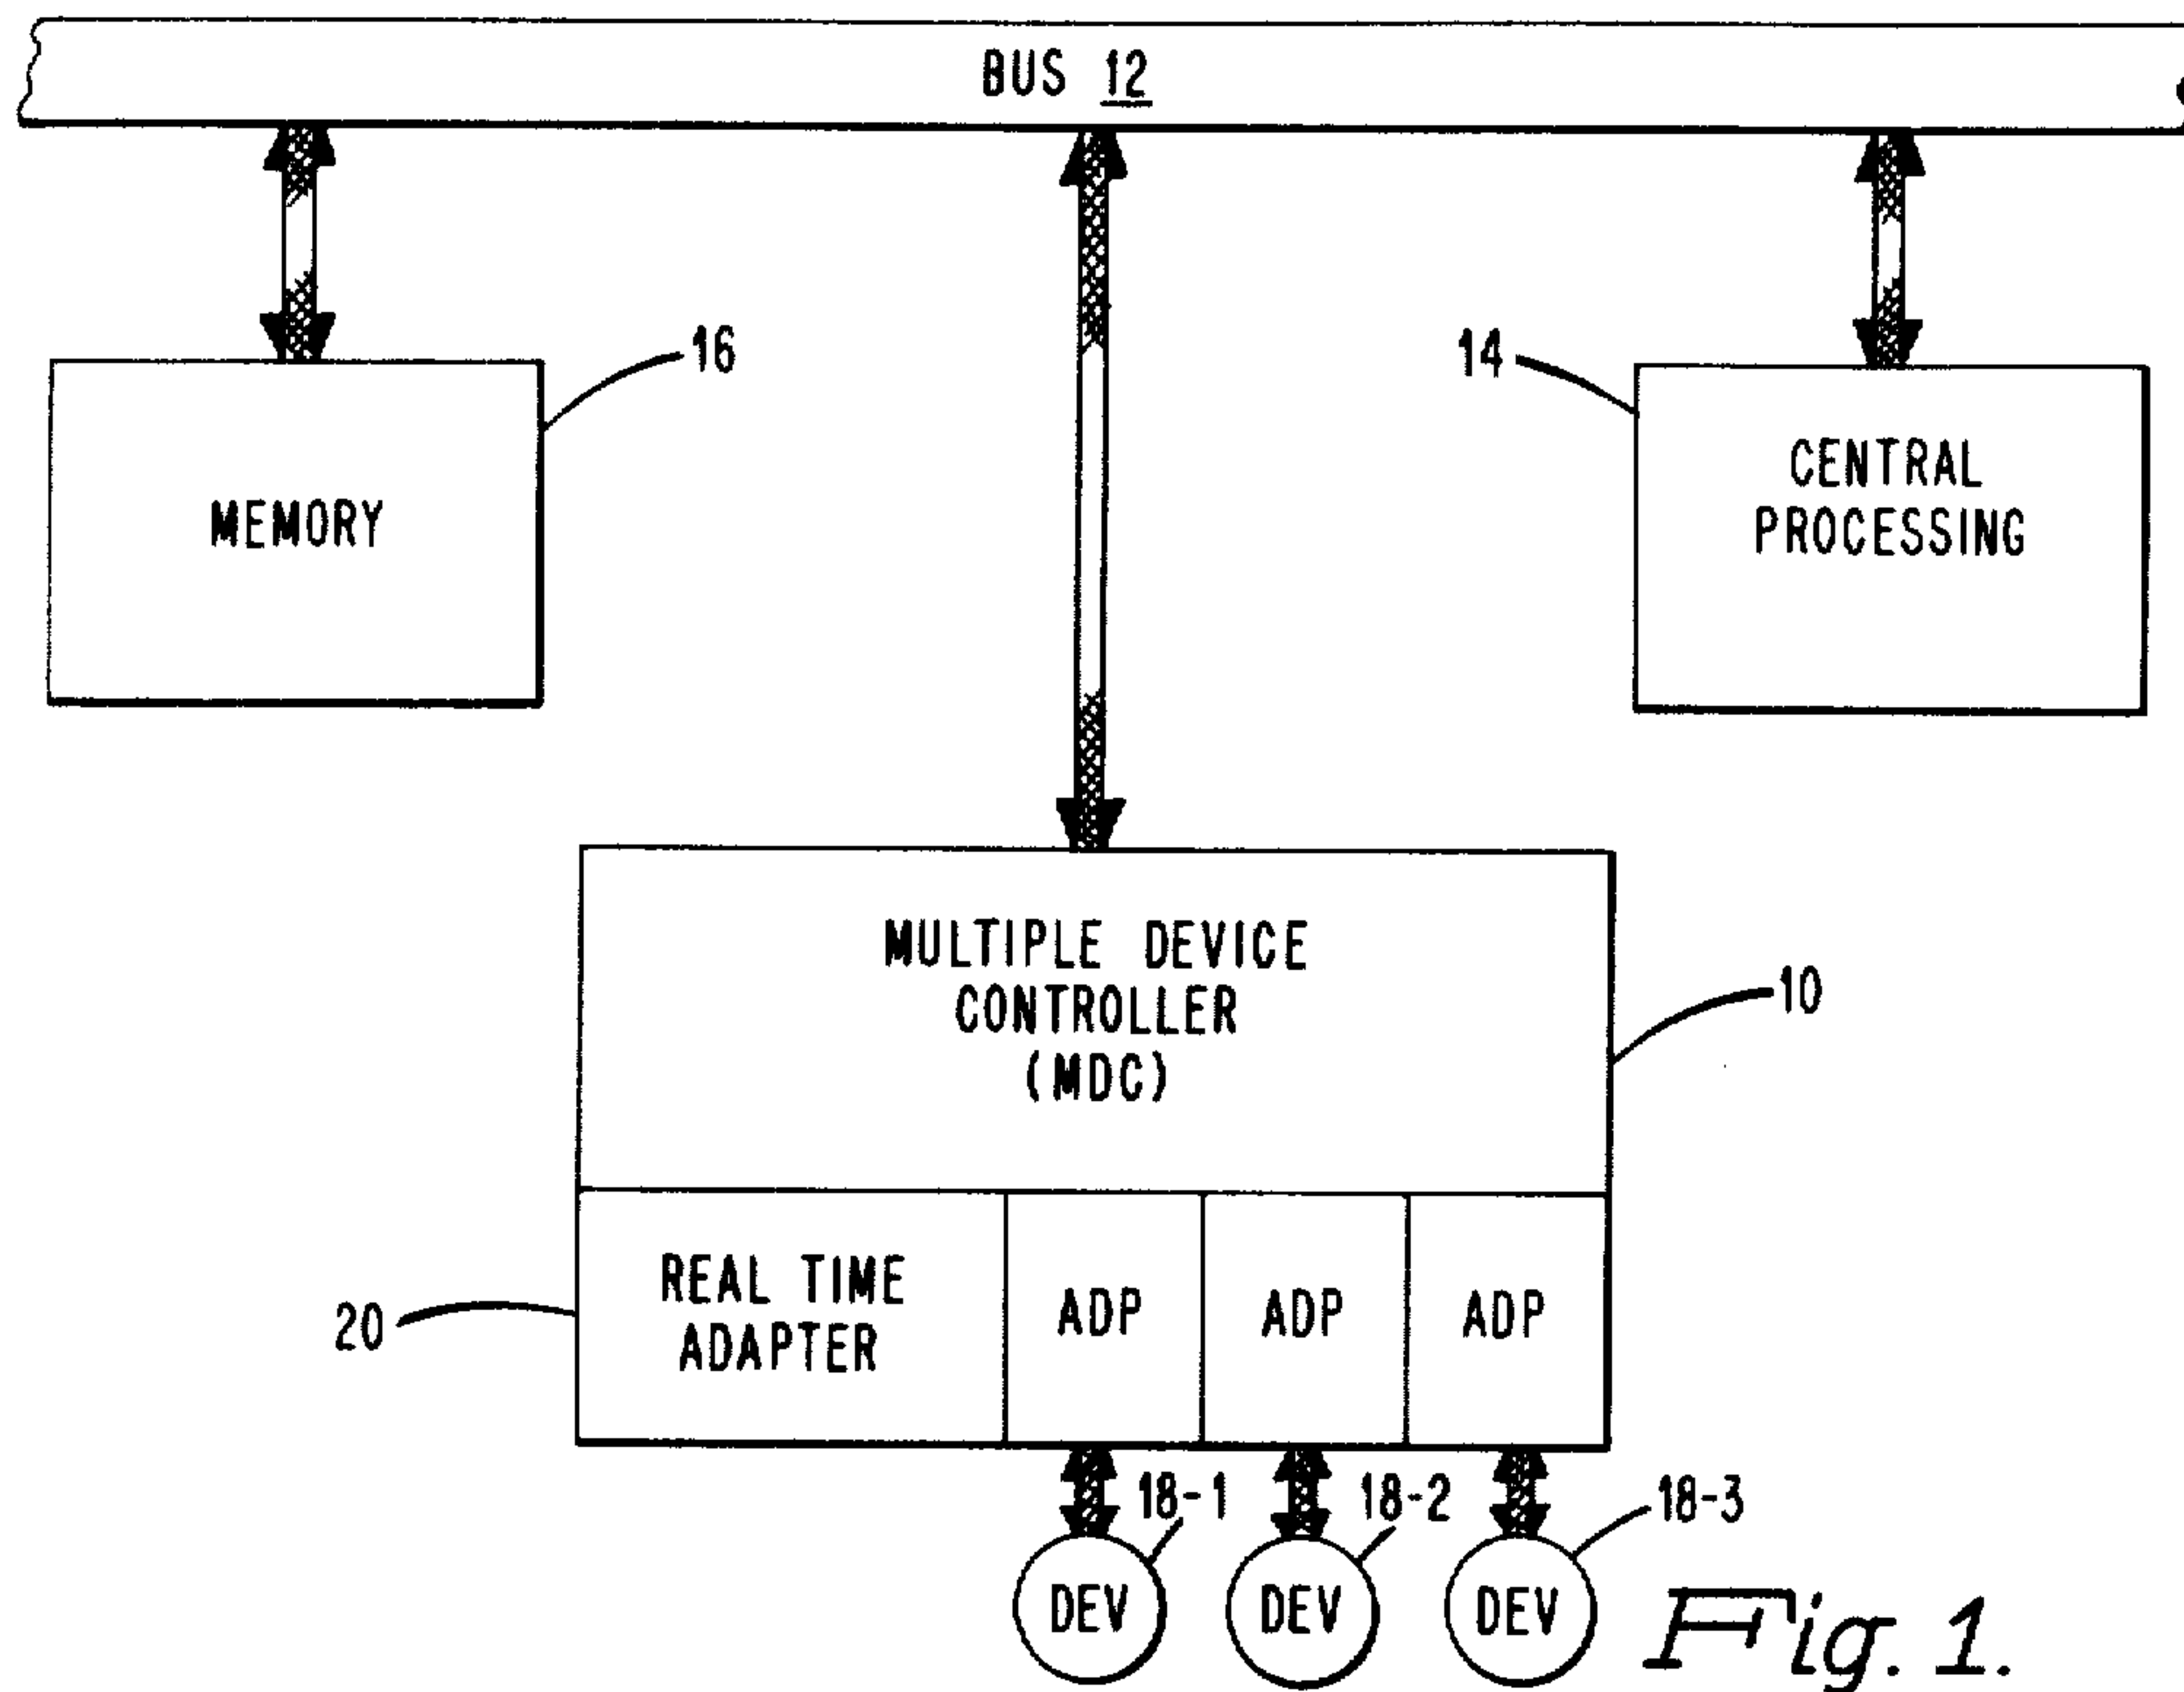 BUS 12
16
14
MEMORY
CENTRAL
PROCESSING
MULTIPLE DEVICE
CONTROLLER
(MDC)
10
REAL TIME
ADAPTER
20
ADP
ADP
ADP
18-1
18-2
18-3
DEV
DEV
DEV
Fig. 1.